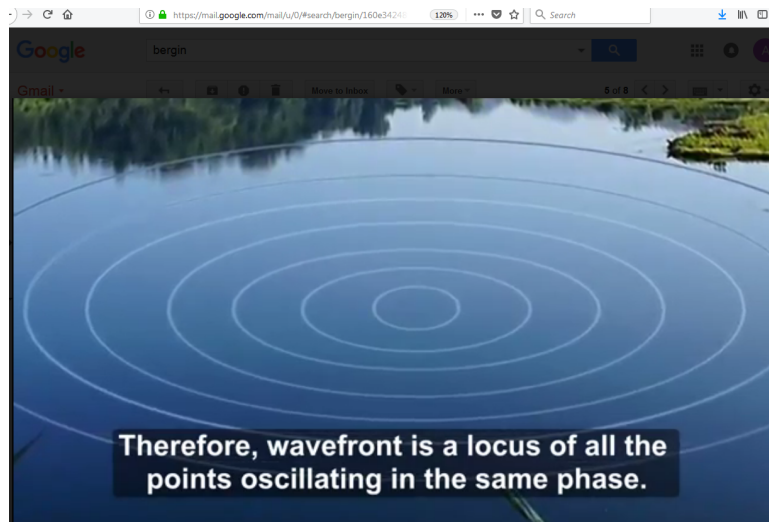 https://mail.google.com/mail/u/0/#search/bergin/160e3424
120%
Search
Google
bergin
Gmail
Move to Inbox
More
5 of 8
Therefore, wavefront is a locus of all the
points oscillating in the same phase.